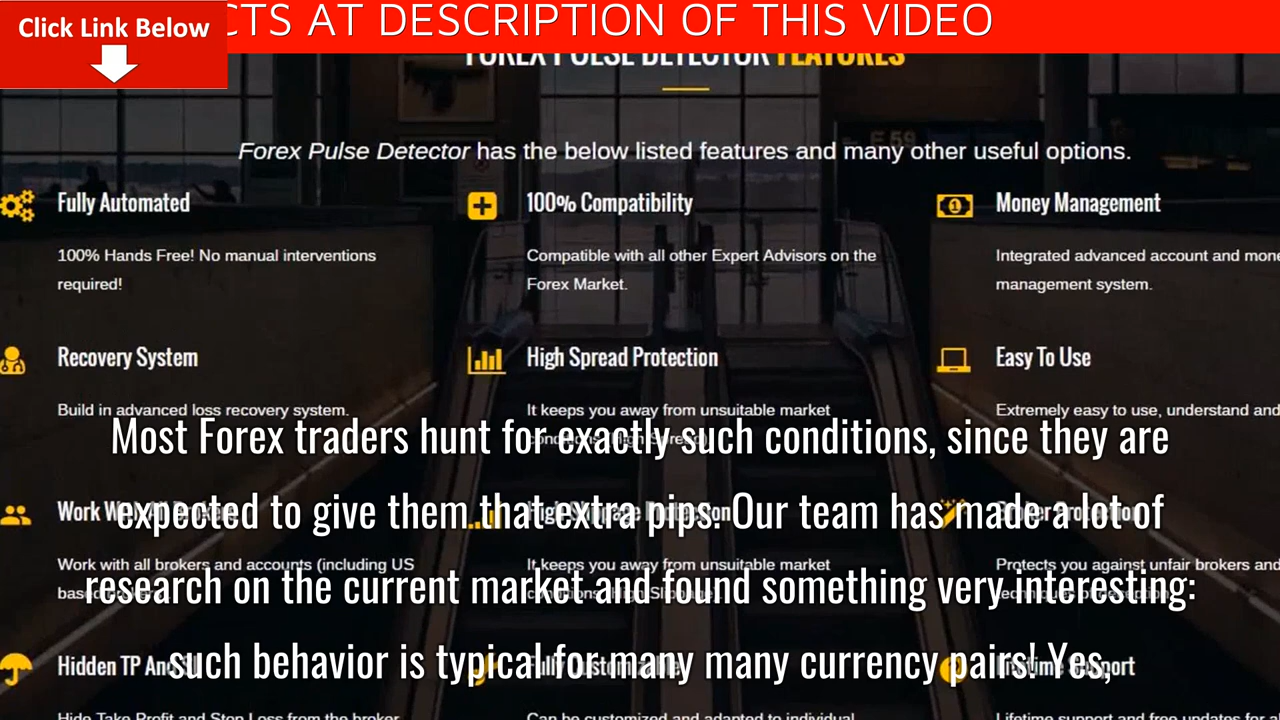 CTS AT DESCRIPTION OF THIS VIDEO
Click Link Below
FOREX PULSE DETECTOR FEATURES
Forex Pulse Detector has the below listed features and many other useful options.
Fully Automated
100% Hands Free! No manual interventions
required!
100% Compatibility
Compatible with all other Expert Advisors on the
Forex Market.
Money Management
Integrated advanced account and mone
management system.
Recovery System
Build in advanced loss recovery system.
High Spread Protection
It keeps you away from unsuitable market
Easy To Use
Extremely easy to use, understand and
Most Forex traders hunt for exactly such conditions, since they are
expected to give them that extra pips. Our team has made a lot of
research on the current market and found something very interesting:
such behavior is typical for many many currency pairs! Yes,
Work with all brokers and accounts (including US
It keeps you away from unsuitable market
Protects you against unfair brokers and
Hidden TP And
Hide Take Profit and Stop Loss from the broker
Can be customized and adapted to individual
Lifetime support and free updates for